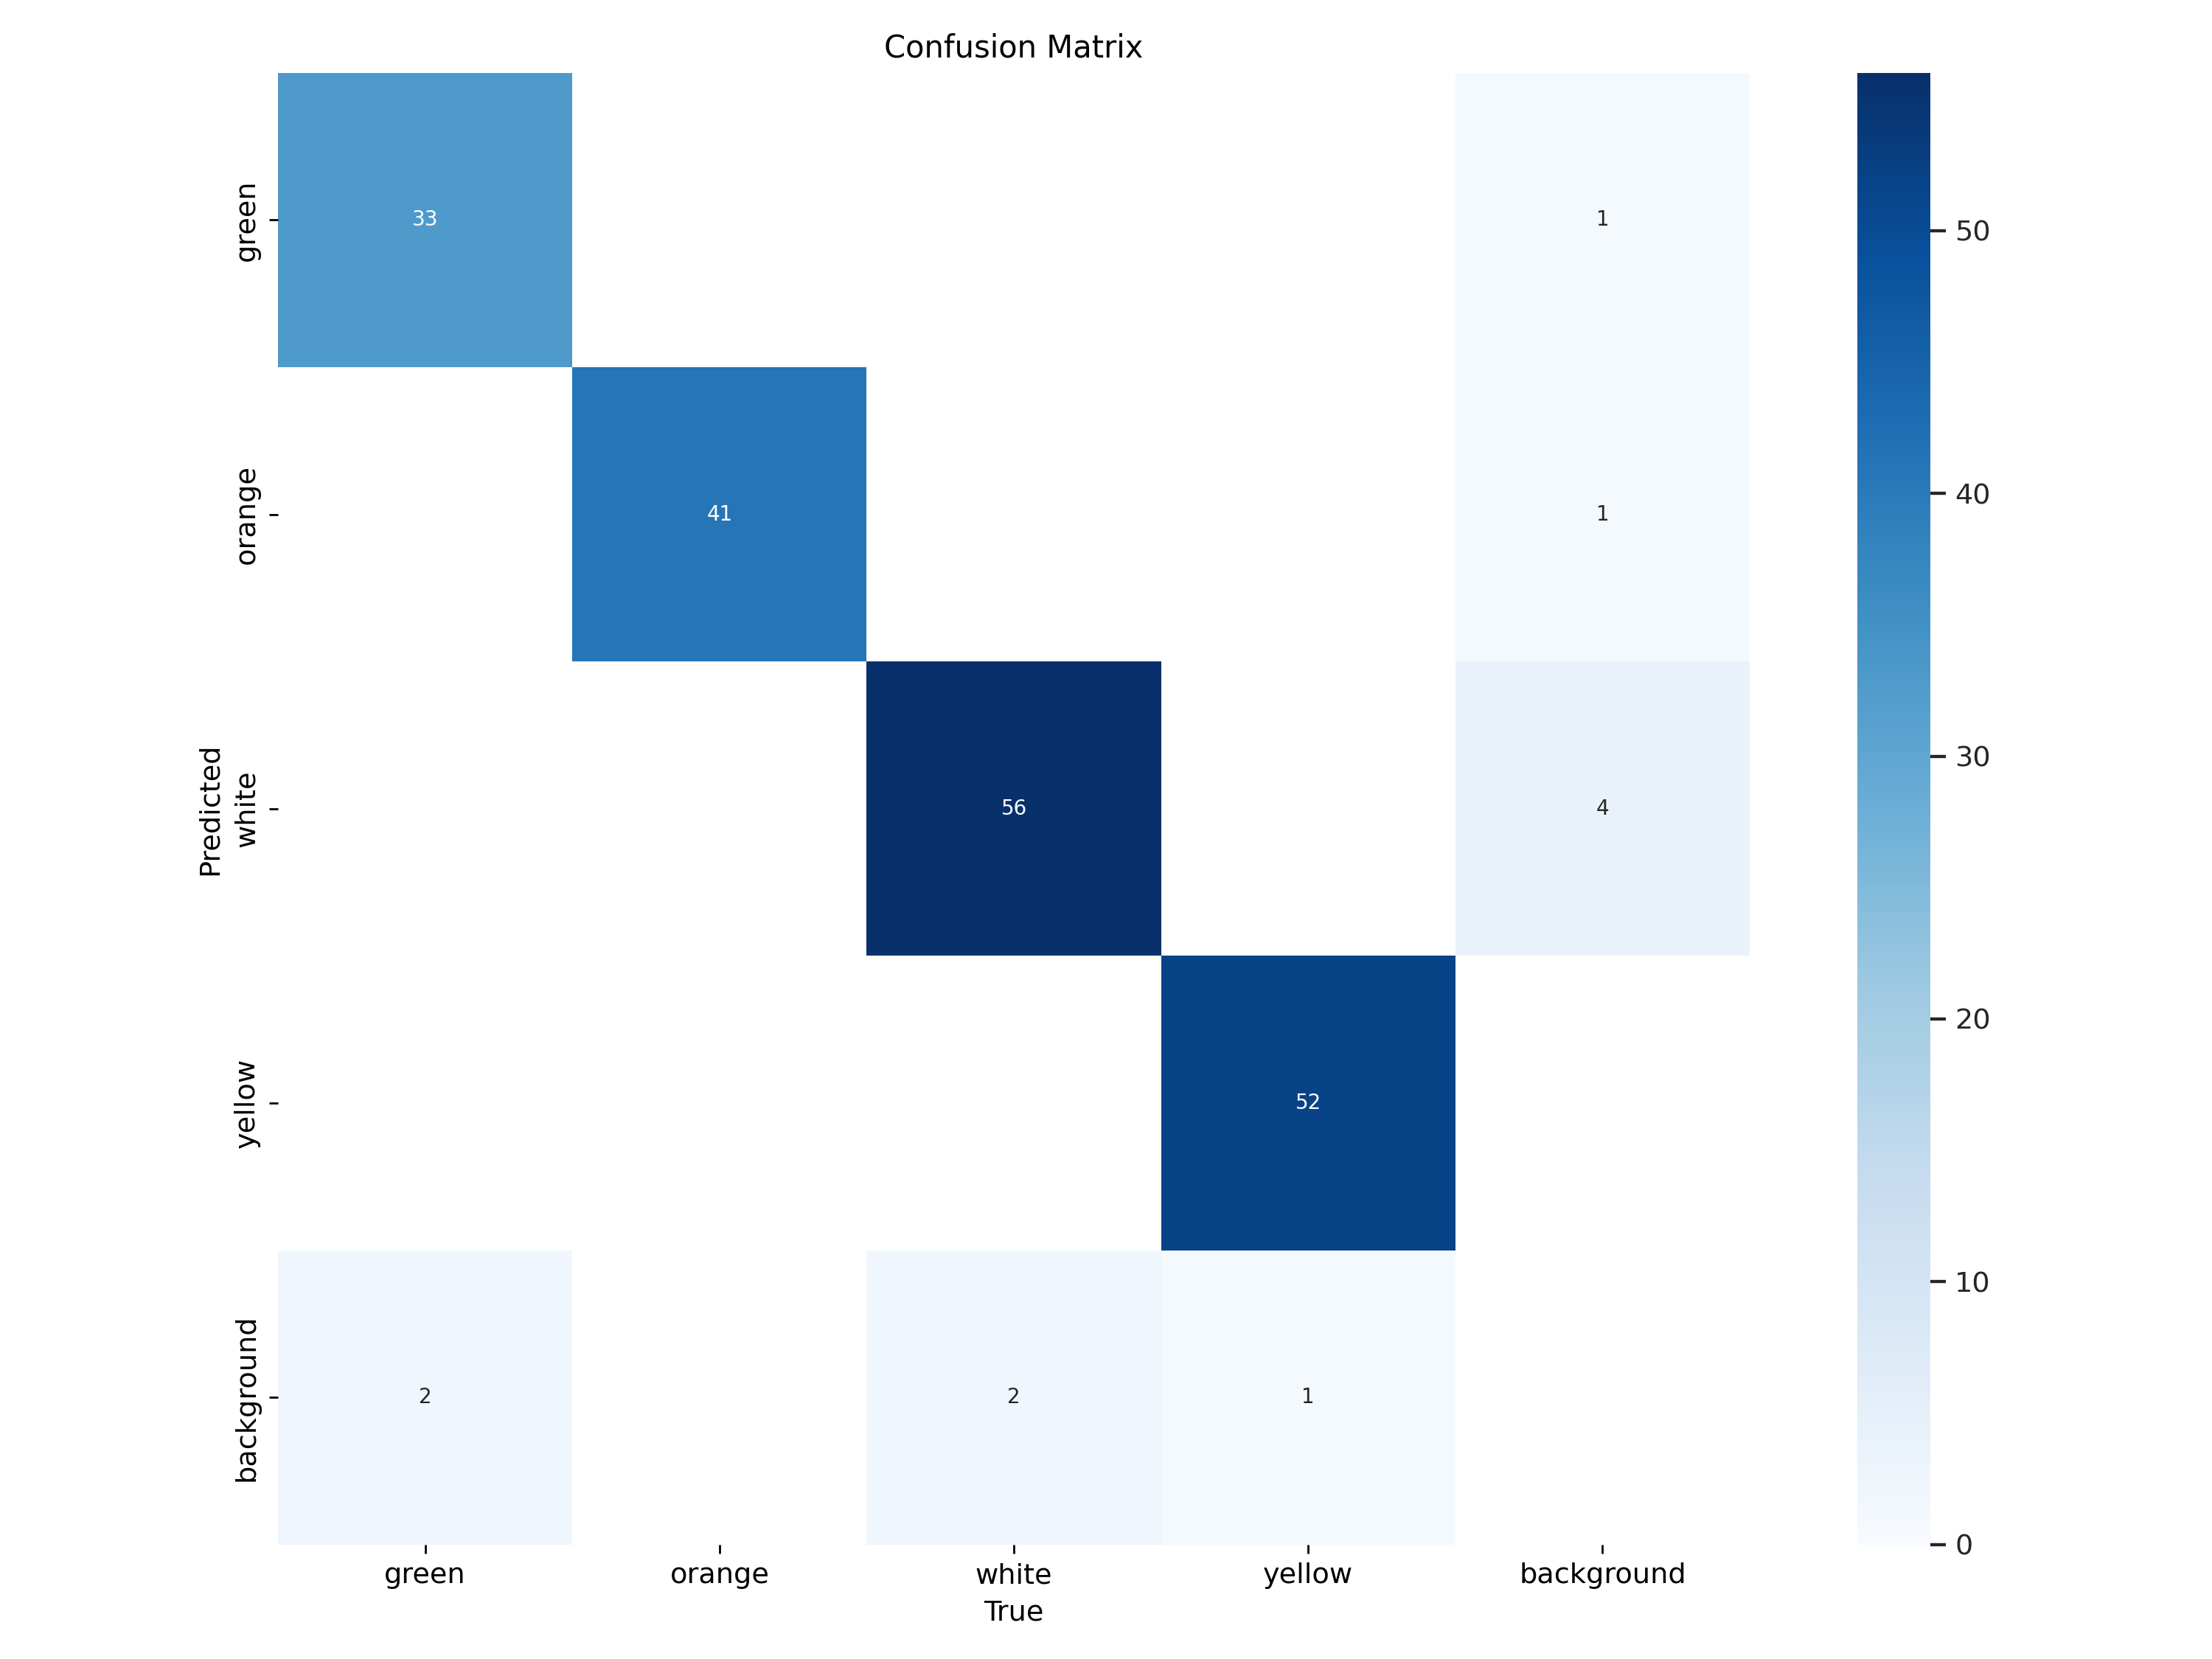 Confusion Matrix
green
33
1
50
orange
41
1
40
Predicted
white
56
4
30
yellow
52
20
background
2
2
1
10
0
green
orange
white
yellow
background
True